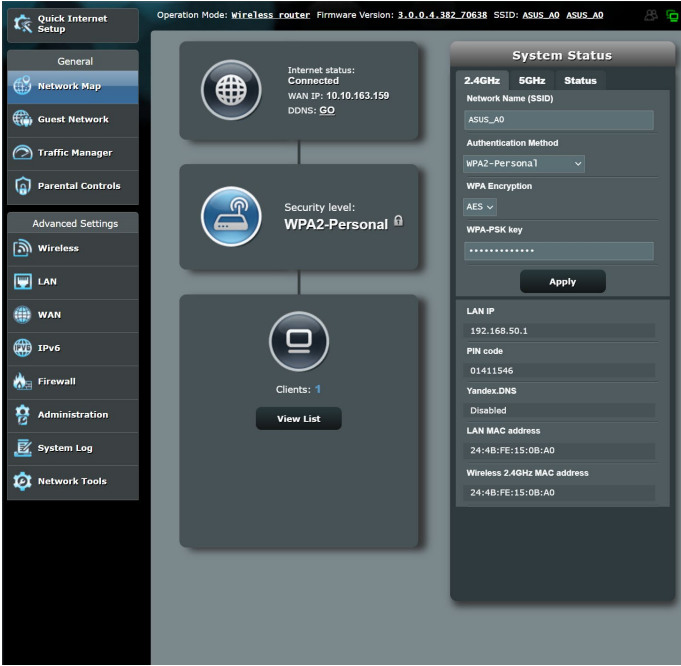 Quick Internet
Setup
Operation Mode: Wireless router Firmware Version: 3.0.0.4.382_70638 SSID: ASUS_A0 ASUS_A0
General
Network Map
Guest Network
Traffic Manager
Parental Controls
Advanced Settings
Wireless
LAN
WAN
IPv6
Firewall
Administration
System Log
Network Tools
Internet status:
Connected
WAN IP: 10.10.163.159
DDNS: GO
Security level:
WPA2-Personal
Clients: 1
View List
System Status
2.4GHz 5GHz Status
Network Name (SSID)
ASUS_A0
Authentication Method
WPA2-Personal
WPA Encryption
AES
WPA-PSK key
•••••••••••••
Apply
LAN IP
192.168.50.1
PIN code
01411546
Yandex.DNS
Disabled
LAN MAC address
24:4B:FE:15:0B:A0
Wireless 2.4GHz MAC address
24:4B:FE:15:0B:A0